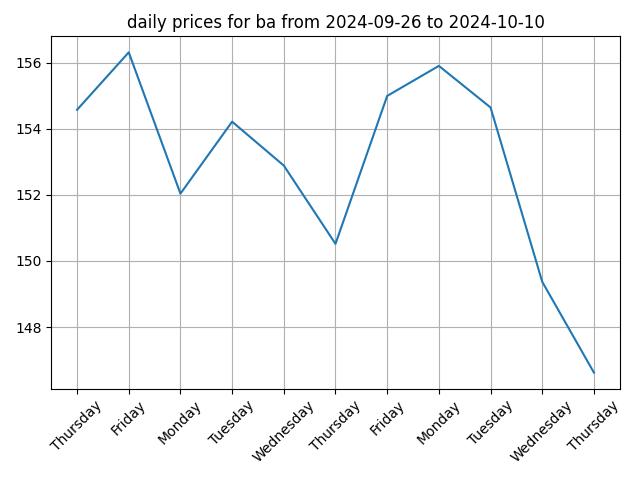 daily prices for ba from 2024-09-26 to 2024-10-10
156
154
152
150
148
Thursday
Friday
Monday
Tuesday
Wednesday
Thursday
Friday
Monday
Tuesday
Wednesday
Thursday